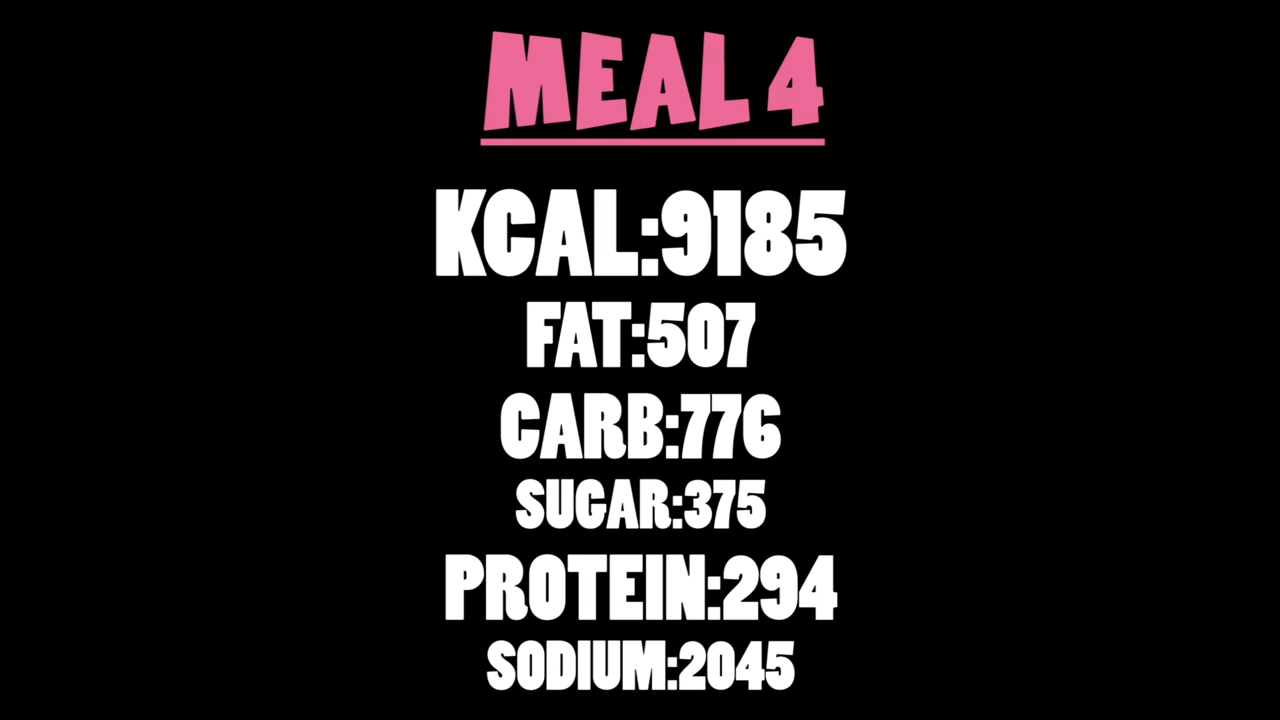 MEAL 4
KCAL:9185
FAT:507
CARB:776
SUGAR:375
PROTEIN:294
SODIUM:2045